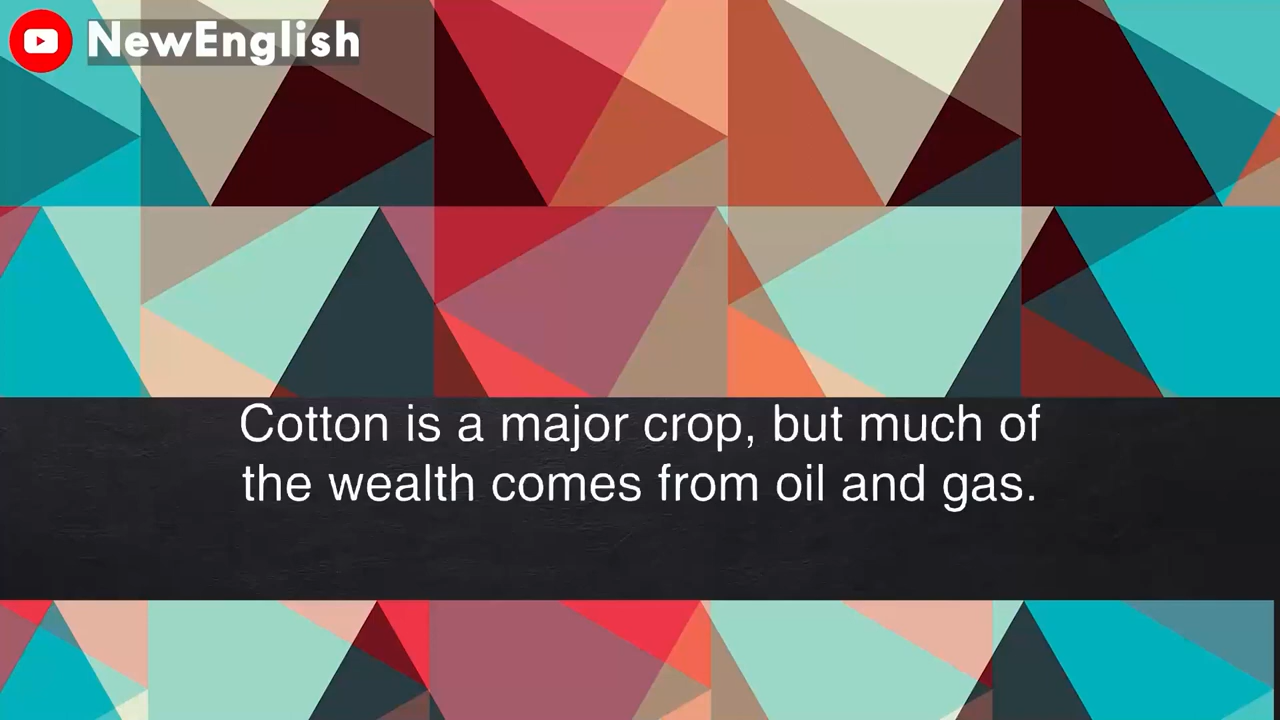 NewEnglish
Cotton is a major crop, but much of
the wealth comes from oil and gas.